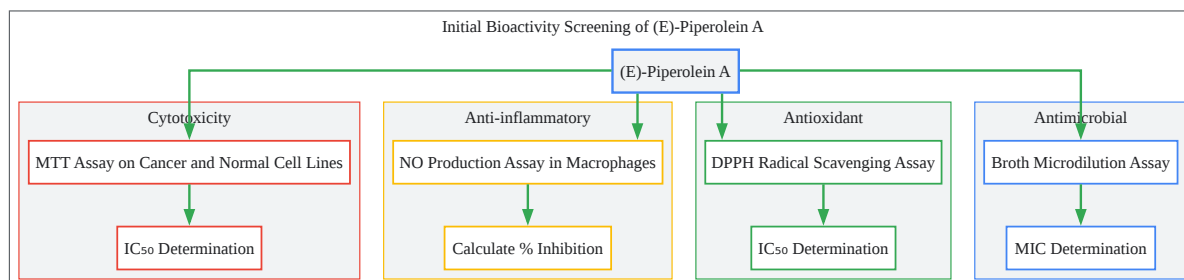 Initial Bioactivity Screening of (E)-Piperolein A
(E)-Piperolein A
Cytotoxicity
Anti-inflammatory
Antioxidant
Antimicrobial
MTT Assay on Cancer and Normal Cell Lines
NO Production Assay in Macrophages
DPPH Radical Scavenging Assay
Broth Microdilution Assay
IC₅₀ Determination
Calculate % Inhibition
IC₅₀ Determination
MIC Determination